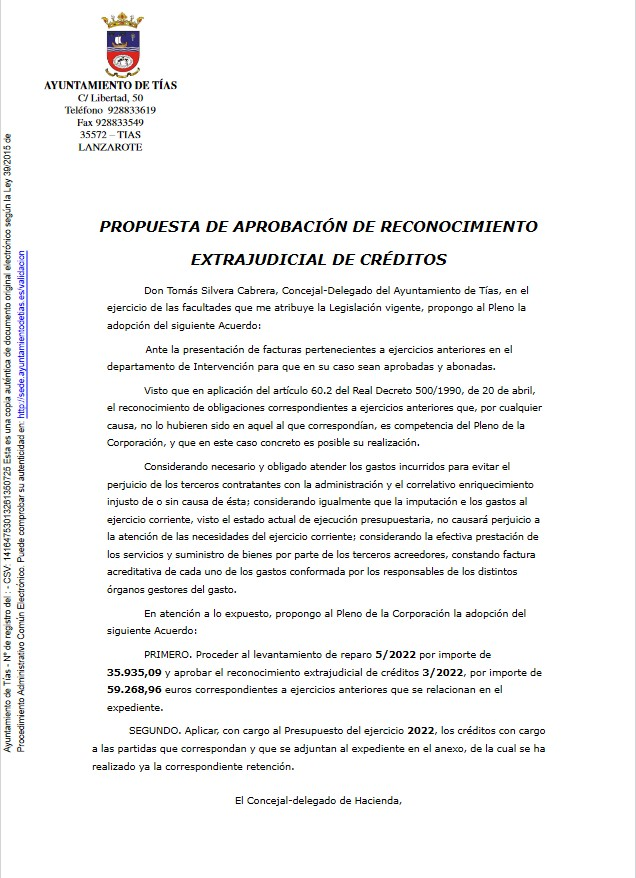 AYUNTAMIENTO DE TÍAS
C/ Libertad, 50
Teléfono 928833619
Fax 928833549
35572 – TIAS
LANZAROTE
Ayuntamiento de Tías - Nº de registro del : - CSV: 14164753013261350725 Esta es una copia auténtica de documento original electrónico según la Ley 39/2015 de
Procedimiento Administrativo Común Electrónico. Puede comprobar su autenticidad en: http://sede.ayuntamientodetias.es/validacion
PROPUESTA DE APROBACIÓN DE RECONOCIMIENTO
EXTRAJUDICIAL DE CRÉDITOS
Don Tomás Silvera Cabrera, Concejal-Delegado del Ayuntamiento de Tías, en el
ejercicio de las facultades que me atribuye la Legislación vigente, propongo al Pleno la
adopción del siguiente Acuerdo:
Ante la presentación de facturas pertenecientes a ejercicios anteriores en el
departamento de Intervención para que en su caso sean aprobadas y abonadas.
Visto que en aplicación del artículo 60.2 del Real Decreto 500/1990, de 20 de abril,
el reconocimiento de obligaciones correspondientes a ejercicios anteriores que, por cualquier
causa, no lo hubieren sido en aquel al que correspondían, es competencia del Pleno de la
Corporación, y que en este caso concreto es posible su realización.
Considerando necesario y obligado atender los gastos incurridos para evitar el
perjuicio de los terceros contratantes con la administración y el correlativo enriquecimiento
injusto de o sin causa de ésta; considerando igualmente que la imputación e los gastos al
ejercicio corriente, visto el estado actual de ejecución presupuestaria, no causará perjuicio a
la atención de las necesidades del ejercicio corriente; considerando la efectiva prestación de
los servicios y suministro de bienes por parte de los terceros acreedores, constando factura
acreditativa de cada uno de los gastos conformada por los responsables de los distintos
órganos gestores del gasto.
En atención a lo expuesto, propongo al Pleno de la Corporación la adopción del
siguiente Acuerdo:
PRIMERO. Proceder al levantamiento de reparo 5/2022 por importe de
35.935,09 y aprobar el reconocimiento extrajudicial de créditos 3/2022, por importe de
59.268,96 euros correspondientes a ejercicios anteriores que se relacionan en el
expediente.
SEGUNDO. Aplicar, con cargo al Presupuesto del ejercicio 2022, los créditos con cargo
a las partidas que correspondan y que se adjuntan al expediente en el anexo, de la cual se ha
realizado ya la correspondiente retención.
El Concejal-delegado de Hacienda,